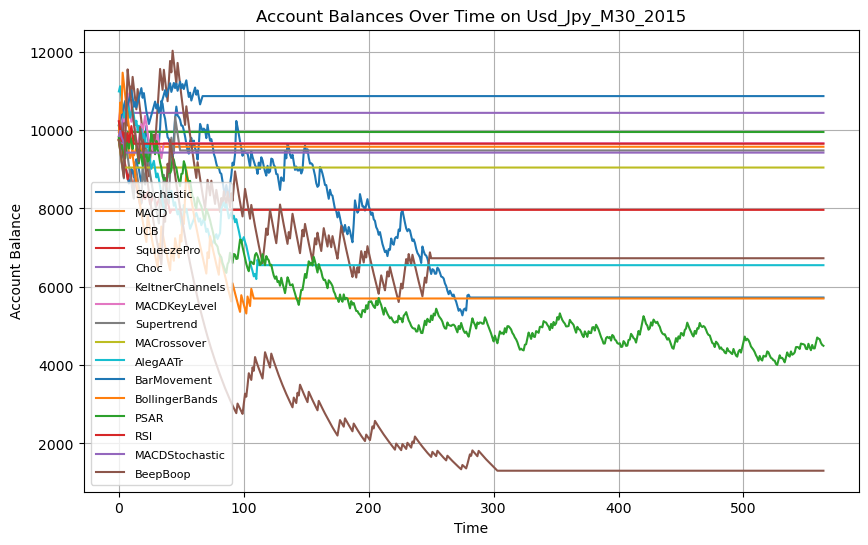 Account Balances Over Time on Usd_Jpy_M30_2015
Account Balance
12000
10000
8000
6000
4000
2000
Stochastic
MACD
UCB
SqueezePro
Choc
KeltnerChannels
MACDKeyLevel
Supertrend
MACrossover
AlegAATr
BarMovement
BollingerBands
PSAR
RSI
MACDStochastic
BeepBoop
0 100 200 300 400 500
Time